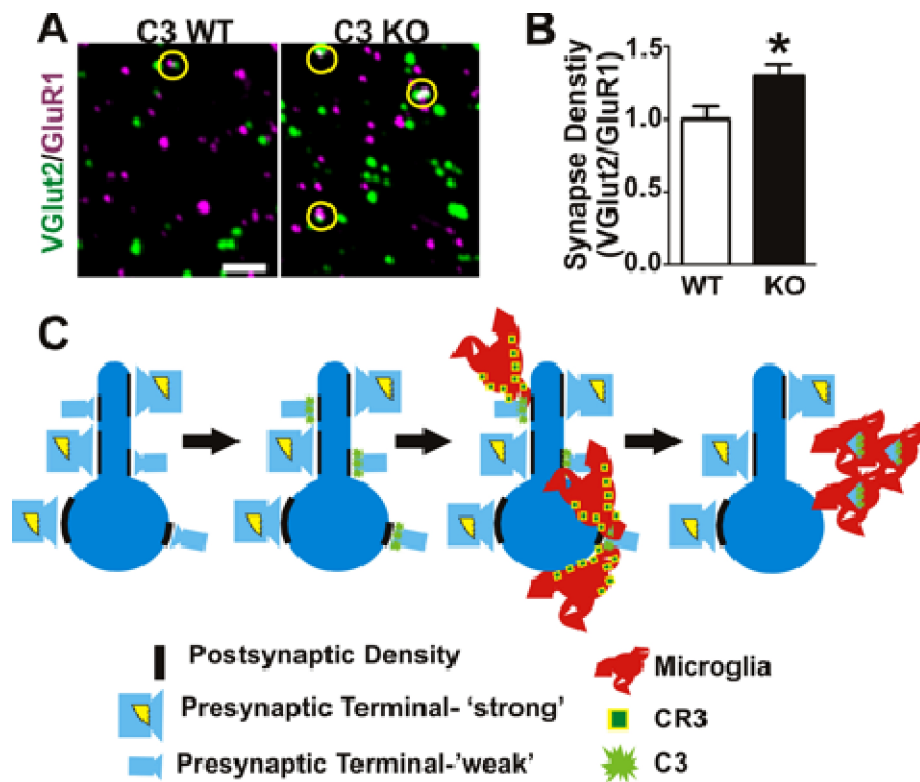 A
C3 WT
C3 KO
VGlut2/GluR1
B
Synapse Denstiy
(VGlut2/GluR1)
1.5
1.0
0.5
0.0
*
WT
KO
C
Postsynaptic Density
Presynaptic Terminal- ‘strong’
Presynaptic Terminal-’weak’
Microglia
CR3
C3